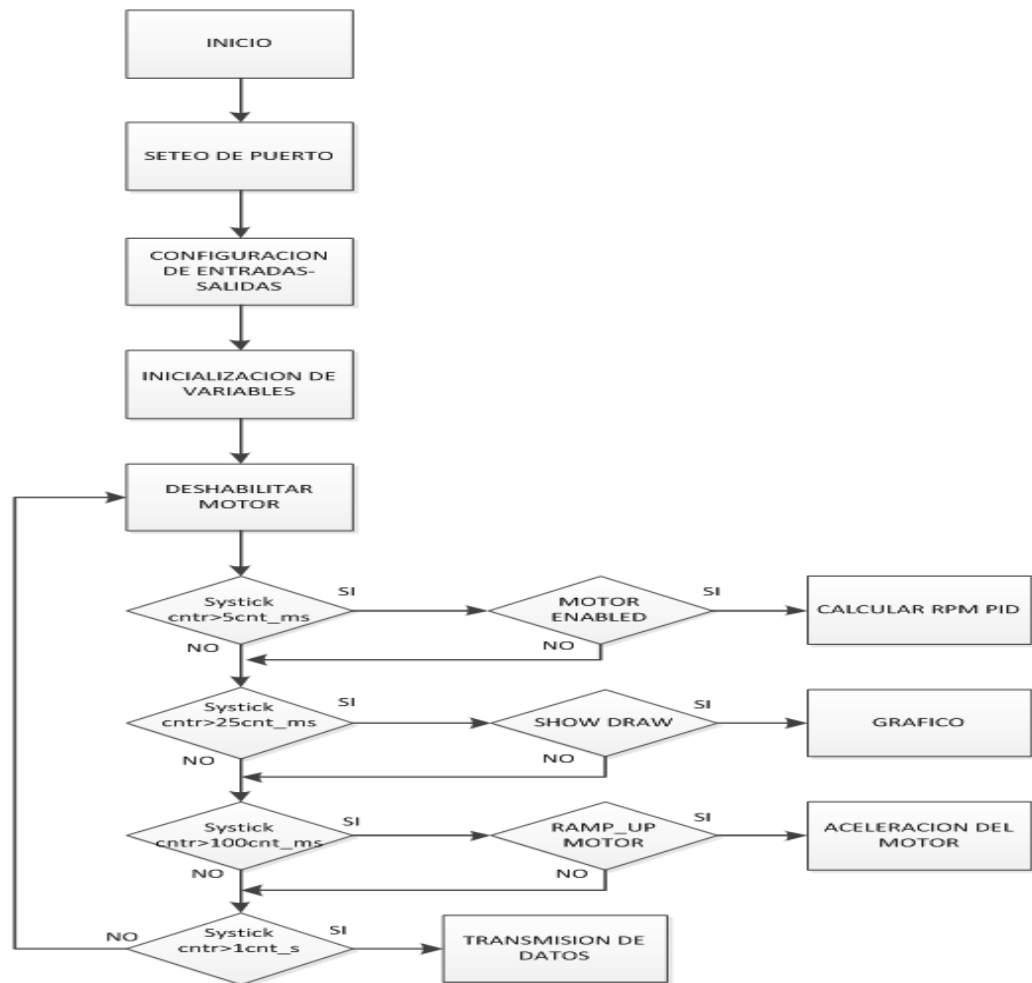 INICIO
SETEO DE PUERTO
CONFIGURACION
DE ENTRADAS-
SALIDAS
INICIALIZACION DE
VARIABLES
DESHABILITAR
MOTOR
Systick
cntr>5cnt_ms
SI
NO
MOTOR
ENABLED
SI
NO
CALCULAR RPM PID
Systick
cntr>25cnt_ms
SI
NO
SHOW DRAW
SI
NO
GRAFICO
Systick
cntr>100cnt_ms
SI
NO
RAMP_UP
MOTOR
SI
NO
ACELERACION DEL
MOTOR
Systick
cntr>1cnt_s
NO
SI
TRANSMISION DE
DATOS